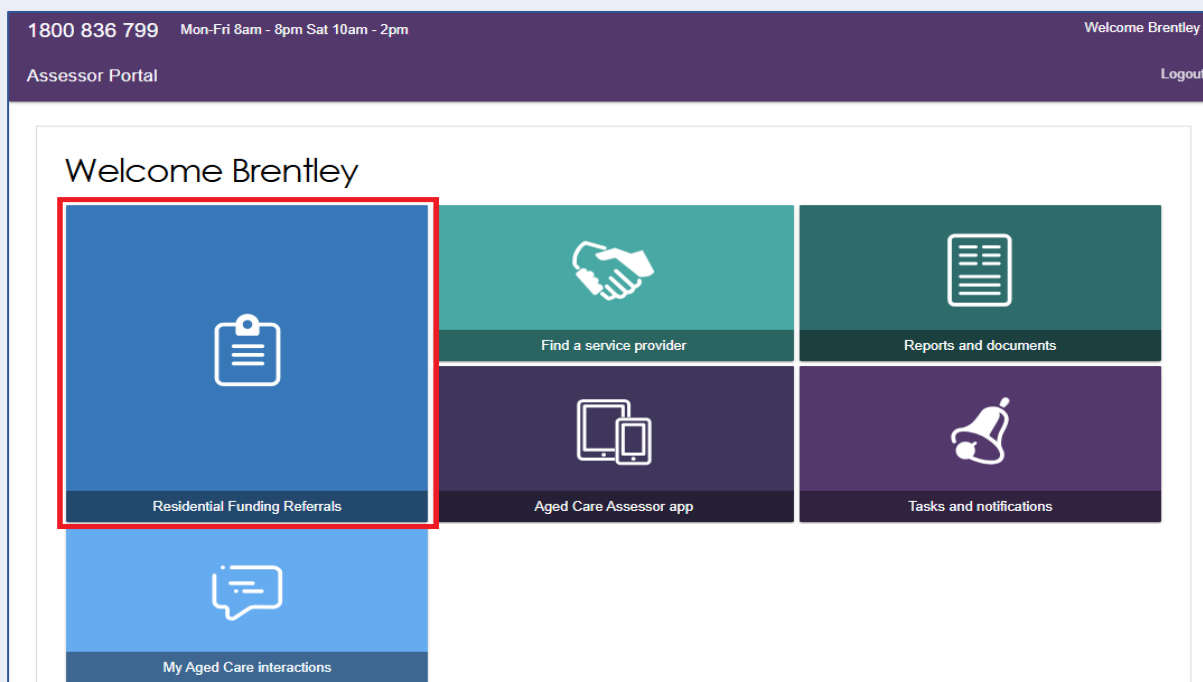 1800 836 799 Mon-Fri 8am - 8pm Sat 10am - 2pm
Welcome Brentley
Assessor Portal
Logout
Welcome Brentley
Find a service provider
Reports and documents
Residential Funding Referrals
Aged Care Assessor app
Tasks and notifications
My Aged Care interactions